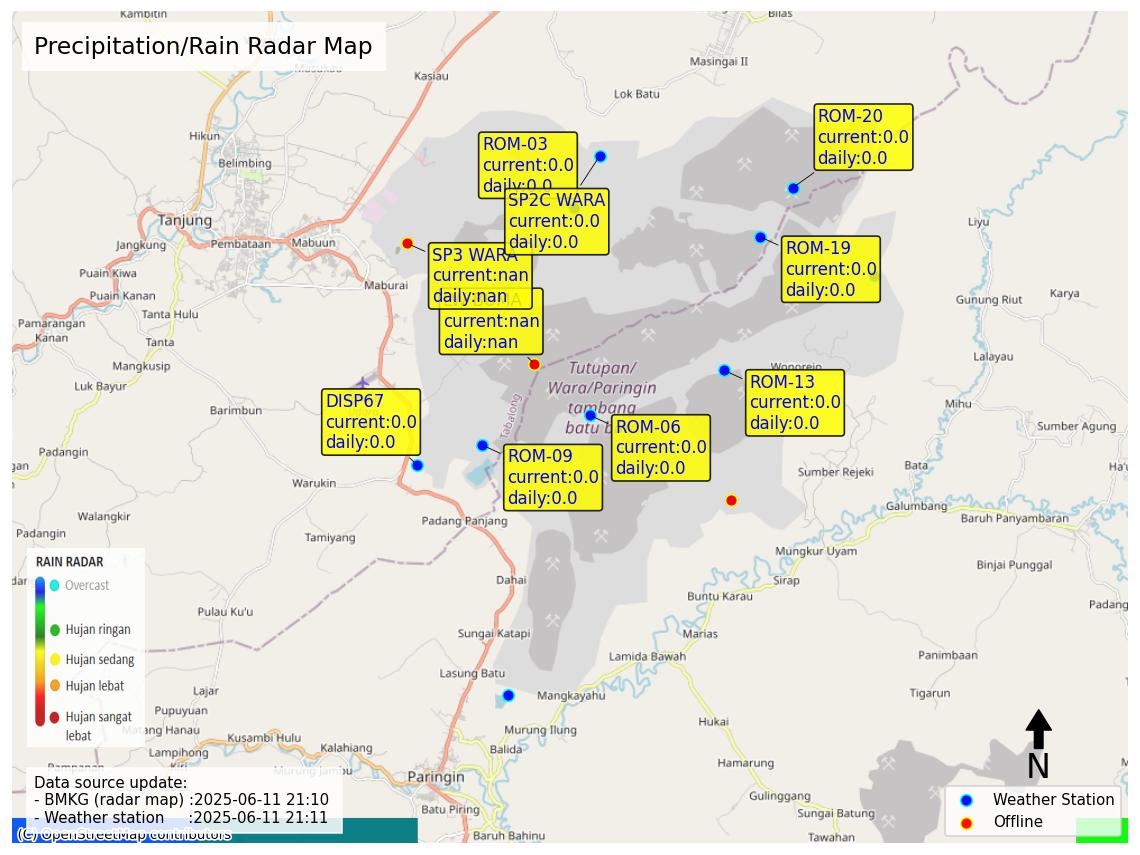 Kambitin
Bilas
Precipitation/Rain Radar Map
Masingai II
Kasiau
Lok Batu
ROM-20
current:0.0
daily:0.0
Hikun
ROM-03
current:0.0
daily:0.0
Belimbing
SP2C WARA
current:0.0
daily:0.0
Tanjung
Liyu
Jangkung
Pembataan
Mabuun
ROM-19
current:0.0
daily:0.0
SP3 WARA
current:nan
daily:nan
Puain Kiwa
Maburai
Puain Kanan
Gunung Riut
Karya
Tanta Hulu
current:nan
daily:nan
Pamarangan
Kanan
Tanta
Lalayau
Mangkusip
Tutupan/
Wara/Paringin
tambang
batu b
Wonorejo
Luk Bayur
ROM-13
current:0.0
daily:0.0
DISP67
current:0.0
daily:0.0
Barimbun
Mihu
Tabalong
ROM-06
current:0.0
daily:0.0
Sumber Agung
Padangin
ROM-09
current:0.0
daily:0.0
gan
Bata
Sumber Rejeki
Warukin
Galumbang
Walangkir
Padang Panjang
Baruh Panyambaran
Padangin
Tamiyang
Mungkur Uyam
Binjai Punggal
RAIN RADAR
Overcast
Hujan ringan
Hujan sedang
Hujan lebat
Hujan sangat
lebat
Dahai
Sirap
Buntu Karau
Padang
Pulau Ku'u
Sungai Katapi
Marias
Lamida Bawah
Panimbaan
Lasung Batu
Lajar
Mangkayahu
Tigarun
Pupuyuan
Matang Hanau
Murung Ilung
Hukai
Kusambi Hulu
Lampihong
Kalahiang
Balida
Hamarung
N
Paringin
Data source update:
- BMKG (radar map) :2025-06-11 21:10
- Weather station :2025-06-11 21:11
Gulinggang
Weather Station
Offline
Batu Piring
Sungai Batung
(C) OpenStreetMap contributors
Baruh Bahinu
Tawahan